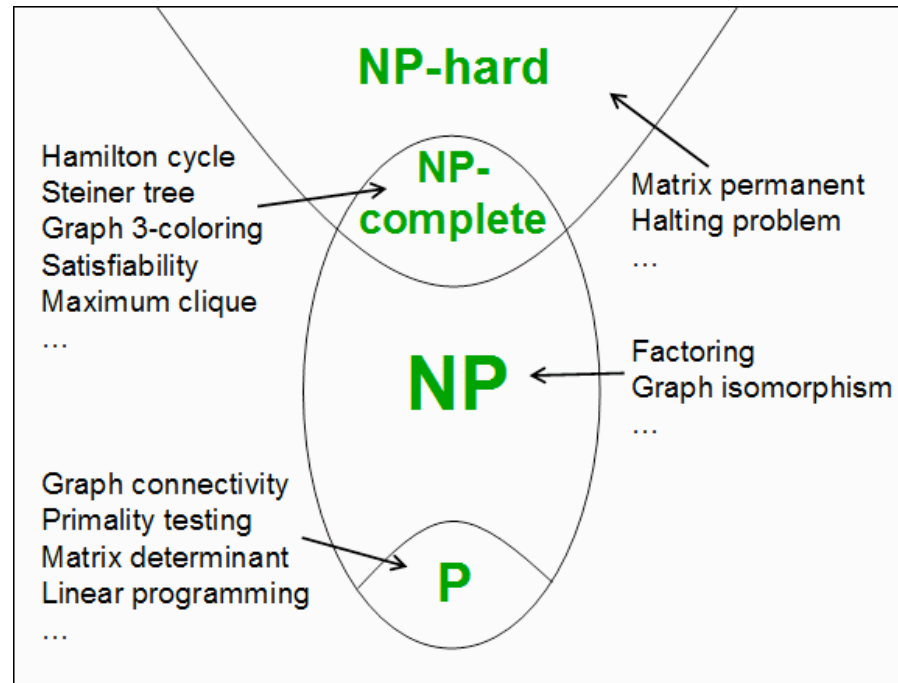 NP-hard
Hamilton cycle
Steiner tree
Graph 3-coloring
Satisfiability
Maximum clique
…
NP-
complete
Matrix permanent
Halting problem
…
NP
Factoring
Graph isomorphism
…
Graph connectivity
Primality testing
Matrix determinant
Linear programming
…
P